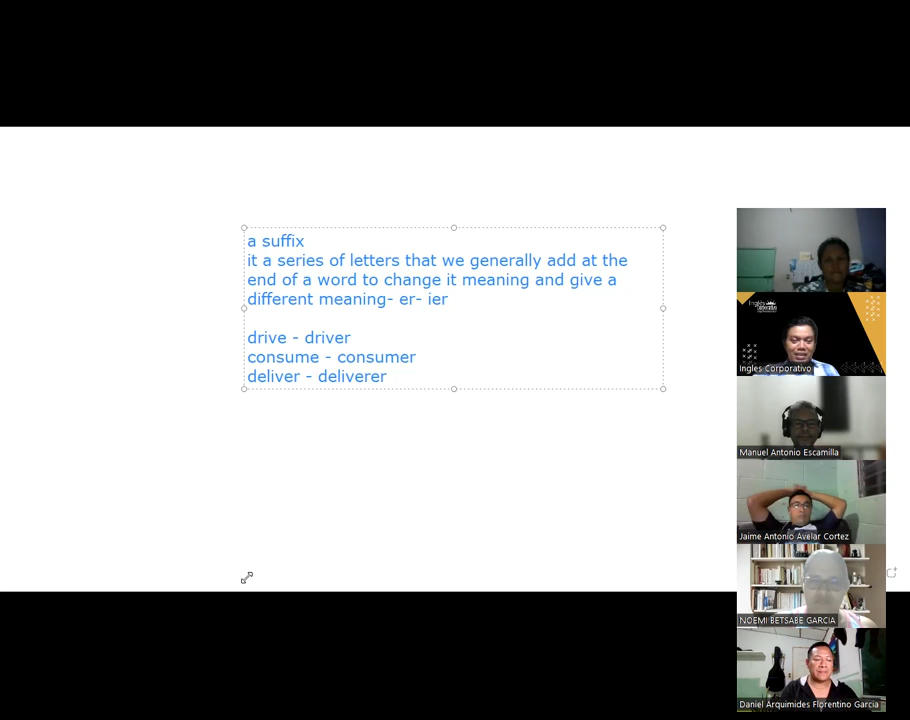 a suffix
it a series of letters that we generally add at the
end of a word to change it meaning and give a
different meaning- er- ier
drive - driver
consume - consumer
deliver - deliverer
Ingles Corporativo
Ingles Corporativo
Manuel Antonio Escamilla
Jaime Antonio Avelar Cortez
NOEMI BETSABE GARCIA
Daniel Arquimides Florentino Garcia